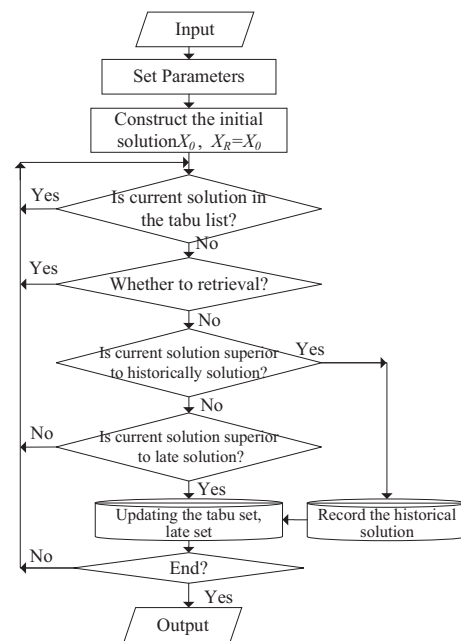 Input
Set Parameters
Construct the initial
solutionX0, XR=X0
Yes
Is current solution in
the tabu list?
No
Yes
Whether to retrieval?
No
Is current solution superior
to historically solution?
Yes
No
No
Is current solution superior
to late solution?
Yes
Updating the tabu set,
late set
Record the historical
solution
No
End?
Yes
Output